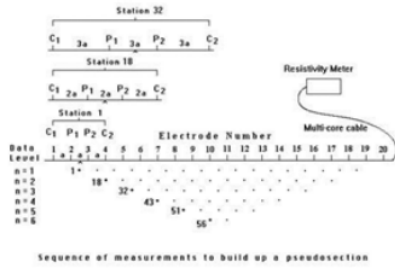 Station 32
C1 3a P1 3a P2 3a C2
Station 18
C1 2a P1 2a P2 2a C2
Station 1
C1 P1 P2 C2
Resistivity Meter
Multi-core cable
Electrode Number
Data Level
1 2 3 4 5 6 7 8 9 10 11 12 13 14 15 16 17 18 19 20
a a a
n = 1 1
n = 2 18
n = 3 32
n = 4 43
n = 5 51
n = 6 56
Sequence of measurements to build up a pseudosection